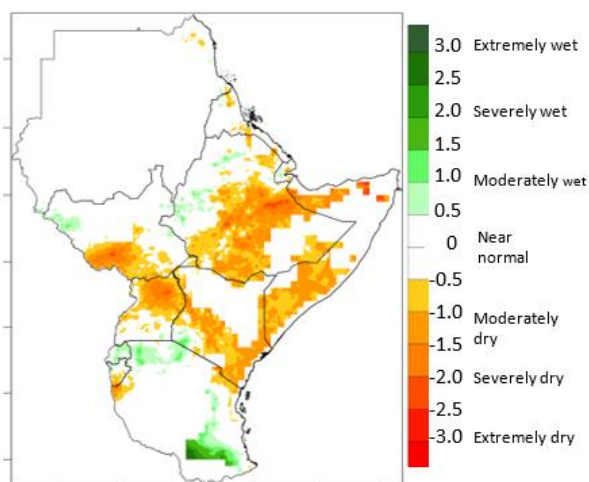 3.0 Extremely wet
2.5
2.0 Severely wet
1.5
1.0 Moderately wet
0.5
0 Near
normal
-0.5
-1.0 Moderately
dry
-1.5
-2.0 Severely dry
-2.5
-3.0 Extremely dry